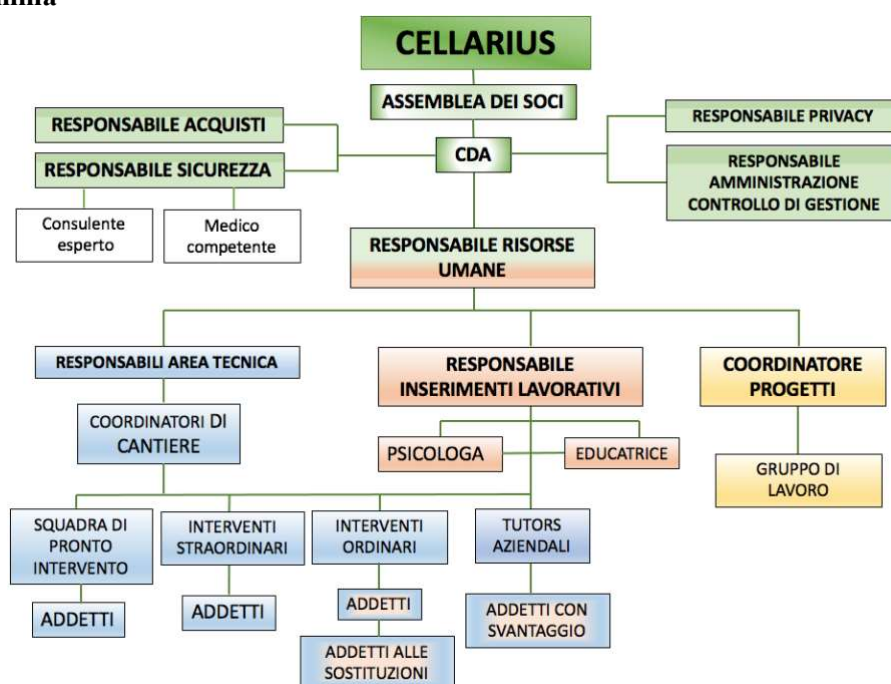 CELLARIUS
ASSEMBLEA DEI SOCI
RESPONSABILE ACQUISTI
RESPONSABILE PRIVACY
CDA
RESPONSABILE SICUREZZA
RESPONSABILE
AMMINISTRAZIONE
CONTROLLO DI GESTIONE
Consulente
esperto
Medico
competente
RESPONSABILE RISORSE
UMANE
RESPONSABILI AREA TECNICA
RESPONSABILE
INSERIMENTI LAVORATIVI
COORDINATORE
PROGETTI
COORDINATORI DI
CANTIERE
PSICOLOGA
EDUCATRICE
GRUPPO DI
LAVORO
SQUADRA DI
PRONTO
INTERVENTO
INTERVENTI
STRAORDINARI
INTERVENTI
ORDINARI
TUTORS
AZIENDALI
ADDETTI
ADDETTI
ADDETTI
ADDETTI CON
SVANTAGGIO
ADDETTI ALLE
SOSTITUZIONI